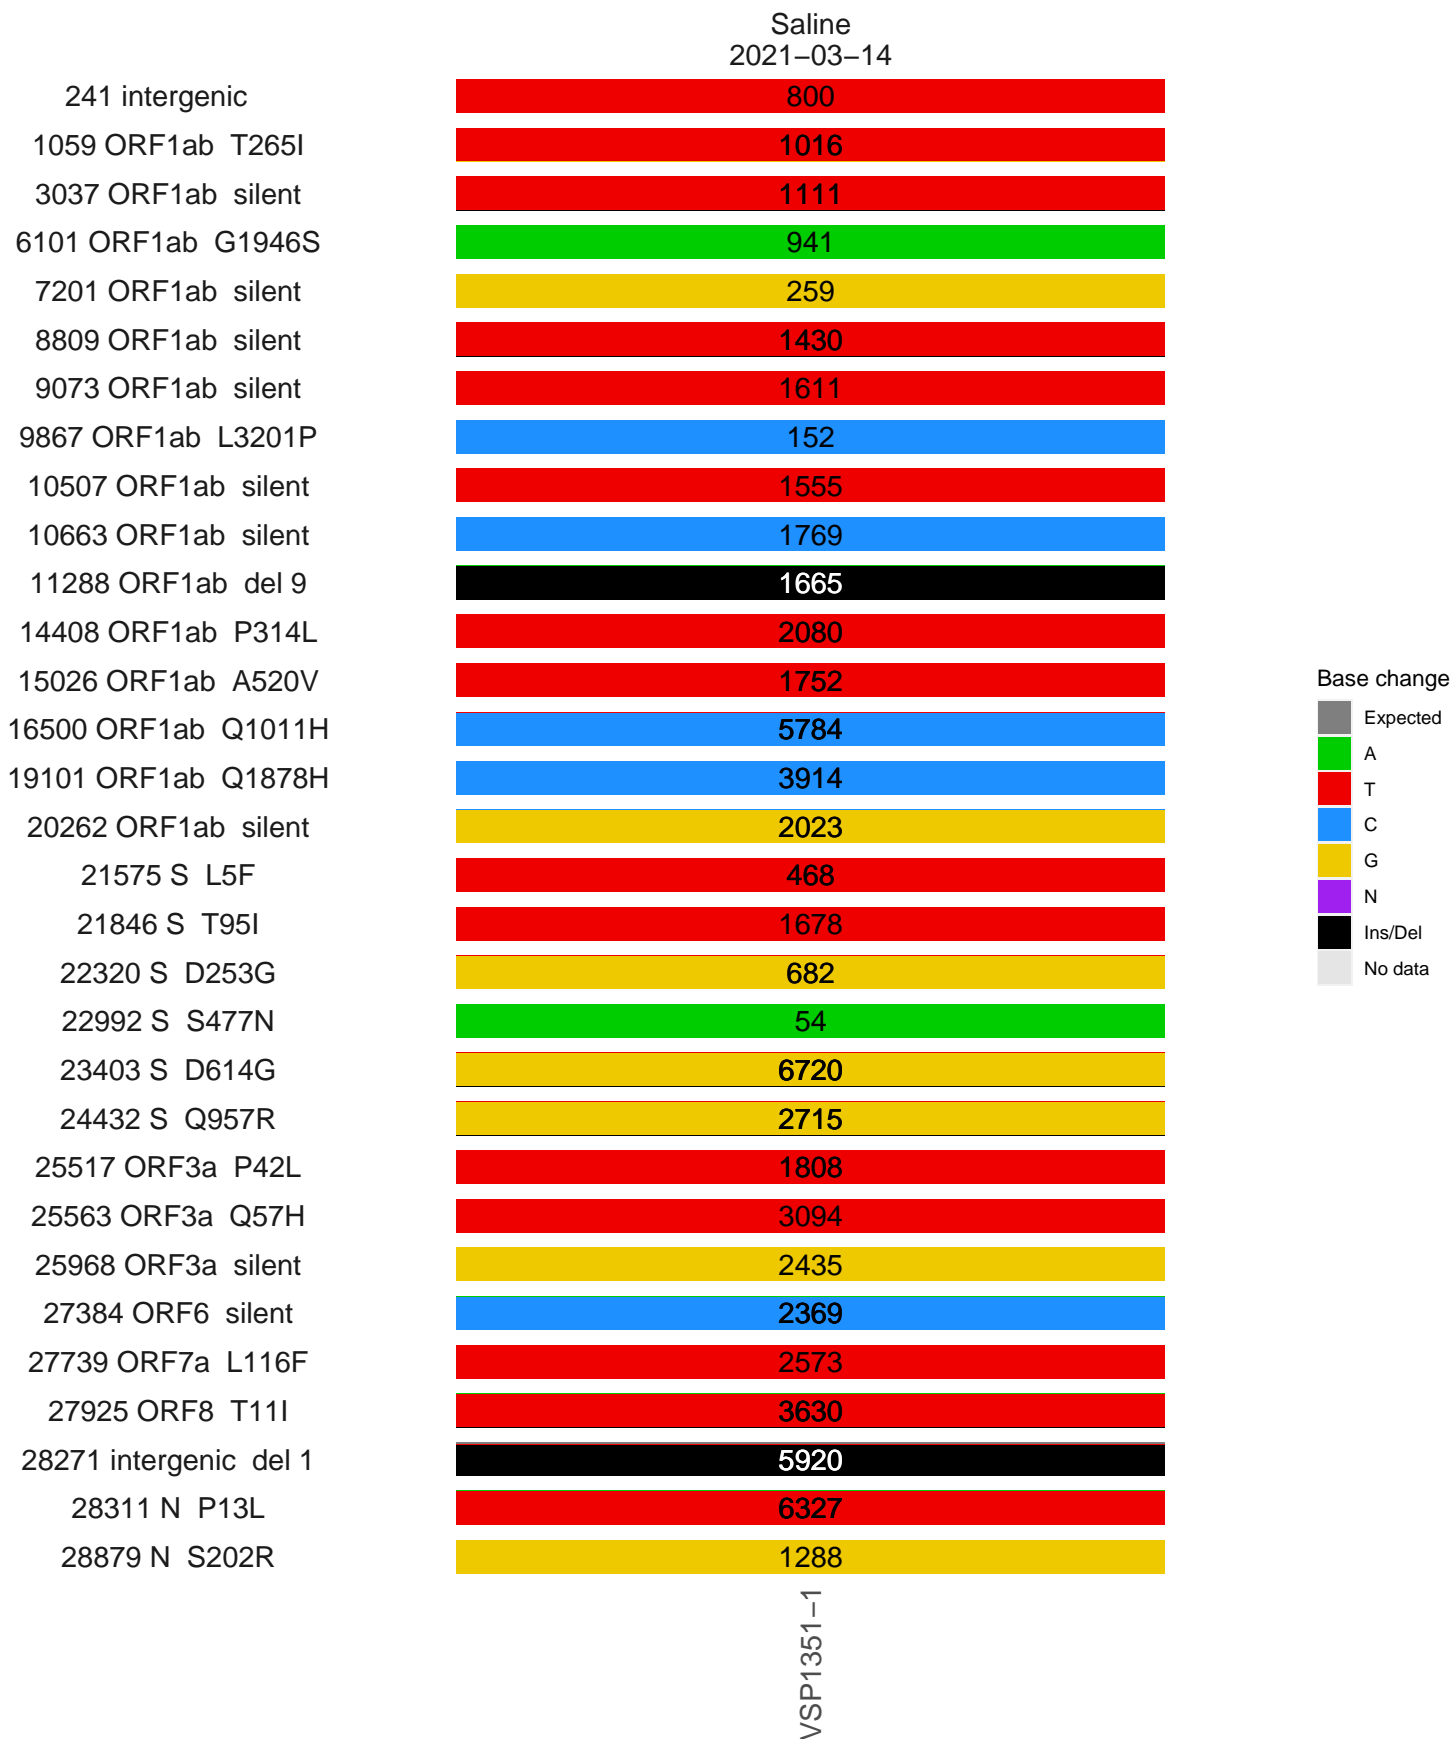 Saline
2021−03−14
241 intergenic 800
1059 ORF1ab T265I 1016
3037 ORF1ab silent 1111
6101 ORF1ab G1946S 941
7201 ORF1ab silent 259
8809 ORF1ab silent 1430
9073 ORF1ab silent 1611
9867 ORF1ab L3201P 152
10507 ORF1ab silent 1555
10663 ORF1ab silent 1769
11288 ORF1ab del 9 1665
14408 ORF1ab P314L 2080
15026 ORF1ab A520V 1752
16500 ORF1ab Q1011H 5784
19101 ORF1ab Q1878H 3914
20262 ORF1ab silent 2023
21575 S L5F 468
21846 S T95I 1678
22320 S D253G 682
22992 S S477N 54
23403 S D614G 6720
24432 S Q957R 2715
25517 ORF3a P42L 1808
25563 ORF3a Q57H 3094
25968 ORF3a silent 2435
27384 ORF6 silent 2369
27739 ORF7a L116F 2573
27925 ORF8 T11I 3630
28271 intergenic del 1 5920
28311 N P13L 6327
28879 N S202R 1288
VSP1351−1
Base change
Expected
A
T
C
G
N
Ins/Del
No data